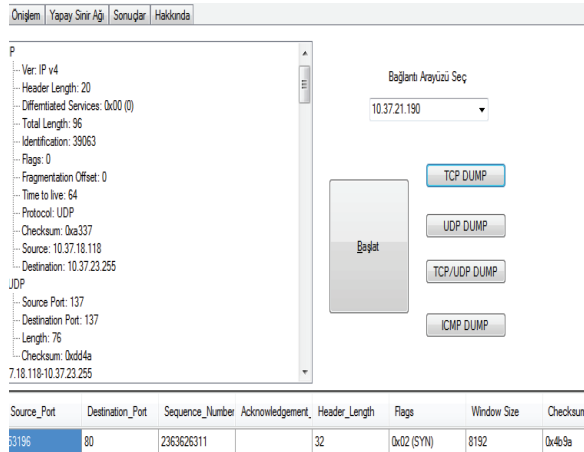 Önişlem Yapay Sinir Ağı Sonuçlar Hakkında
P
Ver: IP v4
Header Length: 20
Differntiated Services: 0x00 (0)
Total Length: 96
Identification: 39063
Flags: 0
Fragmentation Offset: 0
Time to live: 64
Protocol: UDP
Checksum: 0xa337
Source: 10.37.18.118
Destination: 10.37.23.255
UDP
Source Port: 137
Destination Port: 137
Length: 76
Checksum: 0xdd4a
7.18.118-10.37.23.255
Bağlantı Arayüzü Seç
10.37.21.190
Başlat
TCP DUMP
UDP DUMP
TCP/UDP DUMP
ICMP DUMP
Source_Port Destination_Port Sequence_Number Acknowledgement_ Header_Length Flags Window Size Checksum
53196 80 2363626311 32 0x02 (SYN) 8192 0x4b9a